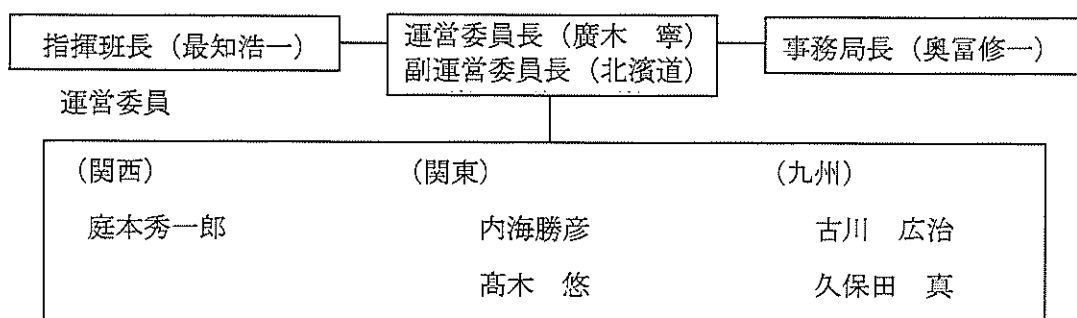 指揮班長（最知浩一）
運営委員長（廣木　寧）
副運営委員長（北濱道）
事務局長（奥冨修一）
運営委員
（関西）　（関東）　（九州）
庭本秀一郎　内海勝彦　古川　広治
髙木　悠　久保田　真